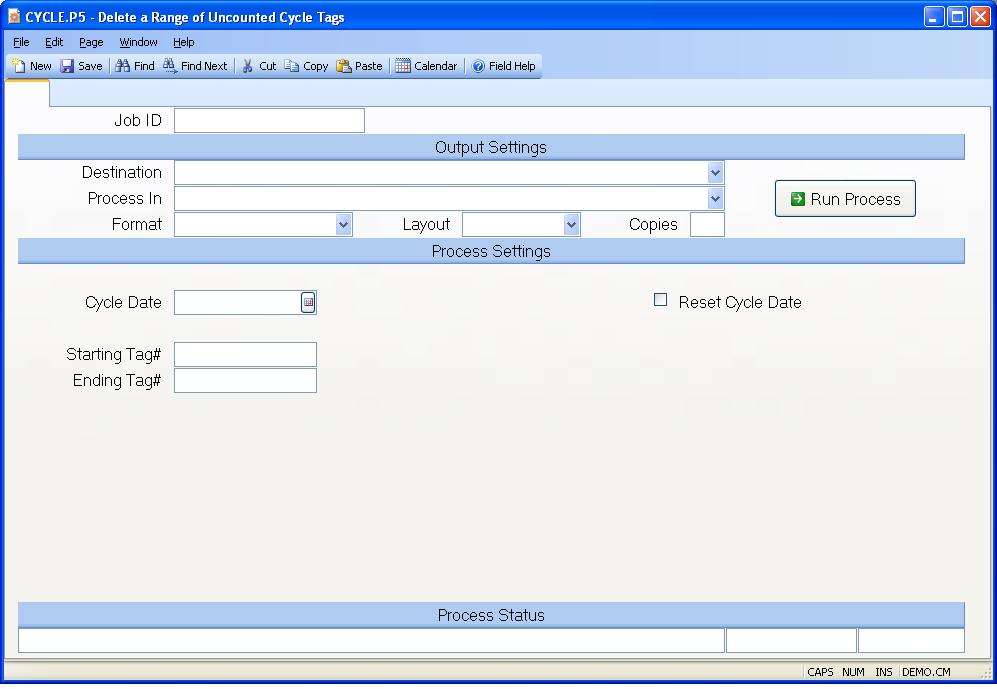 CYCLE.P5 - Delete a Range of Uncounted Cycle Tags
File Edit Page Window Help
New Save Find Find Next Cut Copy Paste Calendar Field Help
Job ID
Output Settings
Destination
Process In
Run Process
Format Layout Copies
Process Settings
Cycle Date Reset Cycle Date
Starting Tag#
Ending Tag#
Process Status
CAPS NUM INS DEMO.CM